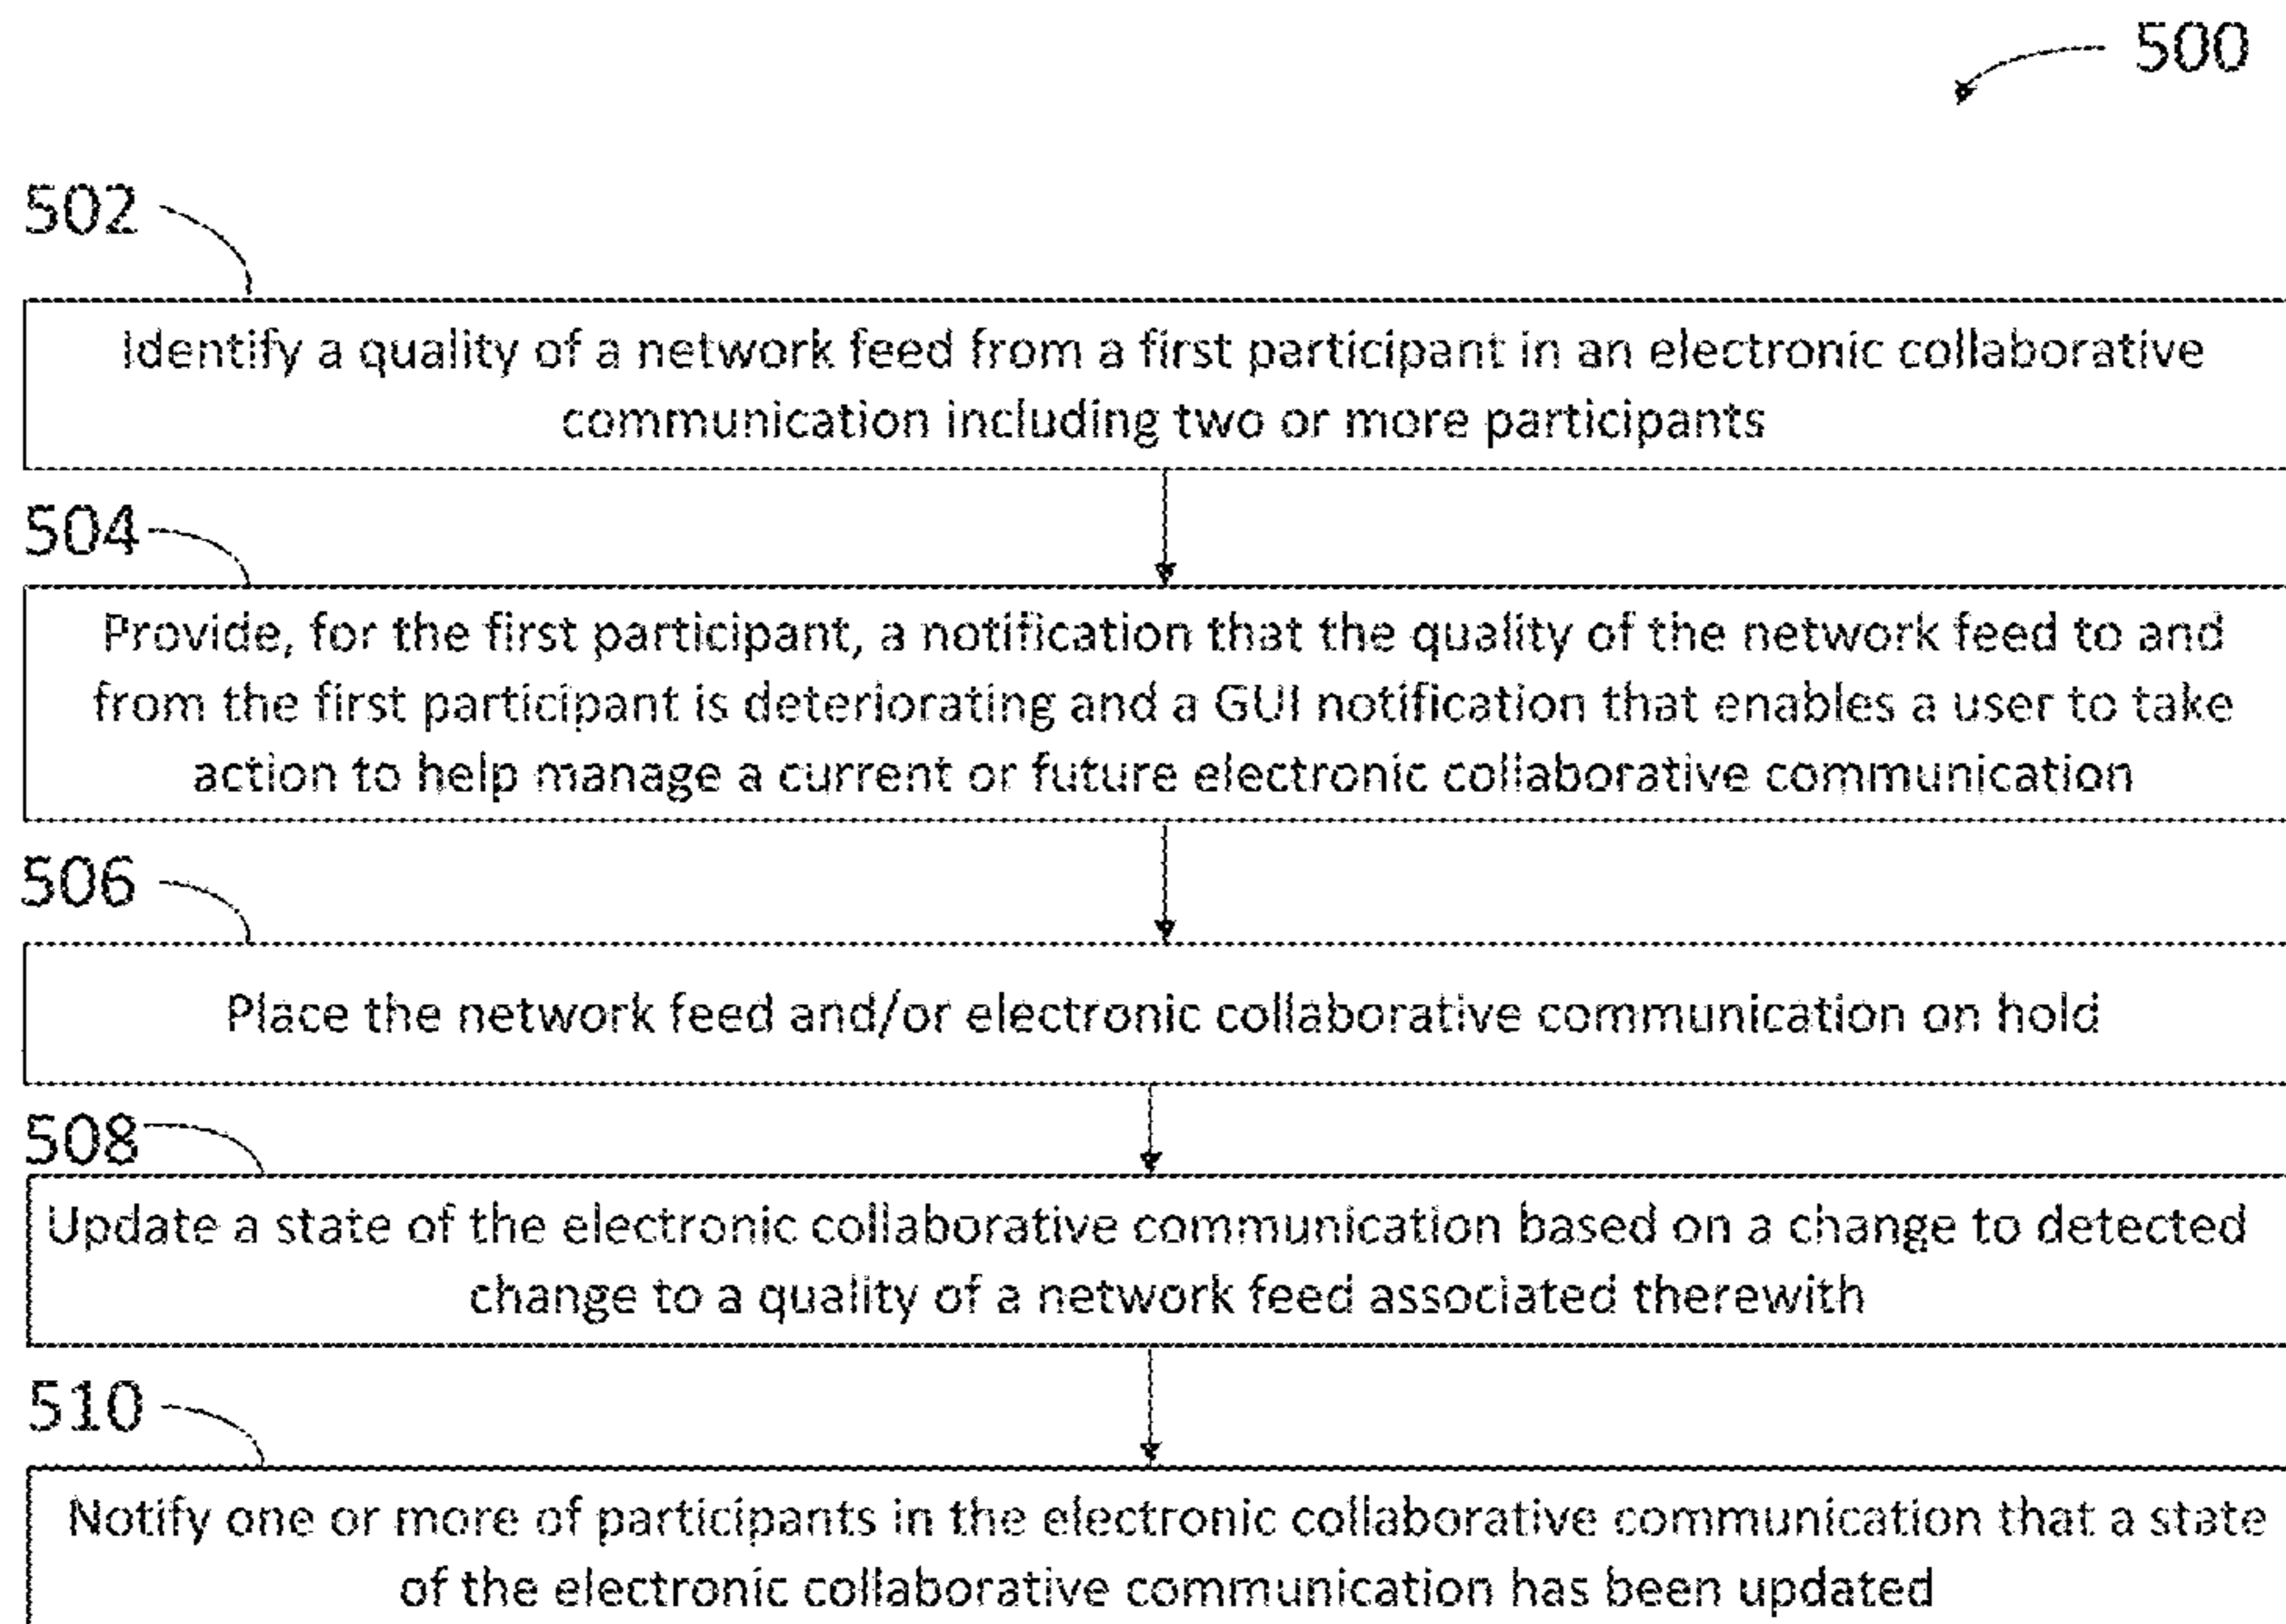 500
502
Identify a quality of a network feed from a first participant in an electronic collaborative
communication including two or more participants
504
Provide, for the first participant, a notification that the quality of the network feed to and
from the first participant is deteriorating and a GUI notification that enables a user to take
action to help manage a current or future electronic collaborative communication
506
Place the network feed and/or electronic collaborative communication on hold
508
Update a state of the electronic collaborative communication based on a change to detected
change to a quality of a network feed associated therewith
510
Notify one or more of participants in the electronic collaborative communication that a state
of the electronic collaborative communication has been updated